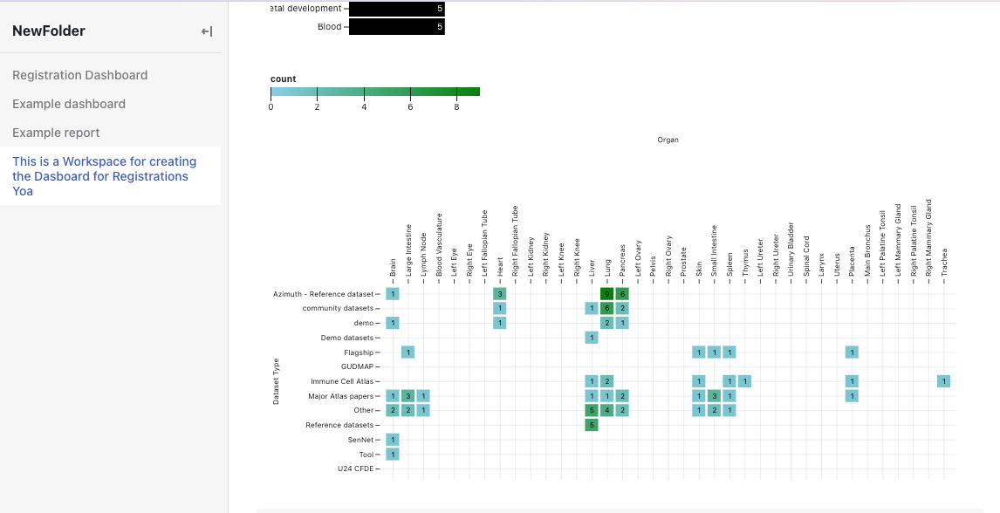 etal development 5
NewFolder
Blood 5
Registration Dashboard
Example dashboard
Example report
This is a Workspace for creating
the Dasboard for Registrations
Yoa
count
0 2 4 6 8
Organ
Brain
Large Intestine
Lymph Node
Blood Vasculature
Left Eye
Right Eye
Left Fallopian Tube
Heart
Right Fallopian Tube
Left Kidney
Right Kidney
Left Knee
Right Knee
Liver
Lung
Pancreas
Left Ovary
Pelvis
Right Ovary
Prostate
Skin
Small Intestine
Spleen
Thymus
Left Ureter
Right Ureter
Urinary Bladder
Spinal Cord
Larynx
Uterus
Placenta
Main Bronchus
Left Palatine Tonsil
Left Mammary Gland
Right Palatine Tonsil
Right Mammary Gland
Trachea
Dataset Type
Azimuth - Reference dataset 1 3 9 6
community datasets 1 1 6 2
demo 1 1 2 1
Demo datasets 1
Flagship 1 1 1 1 1
GUDMAP
Immune Cell Atlas 1 2 1 1 1 1 1
Major Atlas papers 1 3 1 1 1 2 1 3 1 1
Other 2 2 1 5 4 2 1 2 1
Reference datasets 5
SenNet 1
Tool 1
U24 CFDE